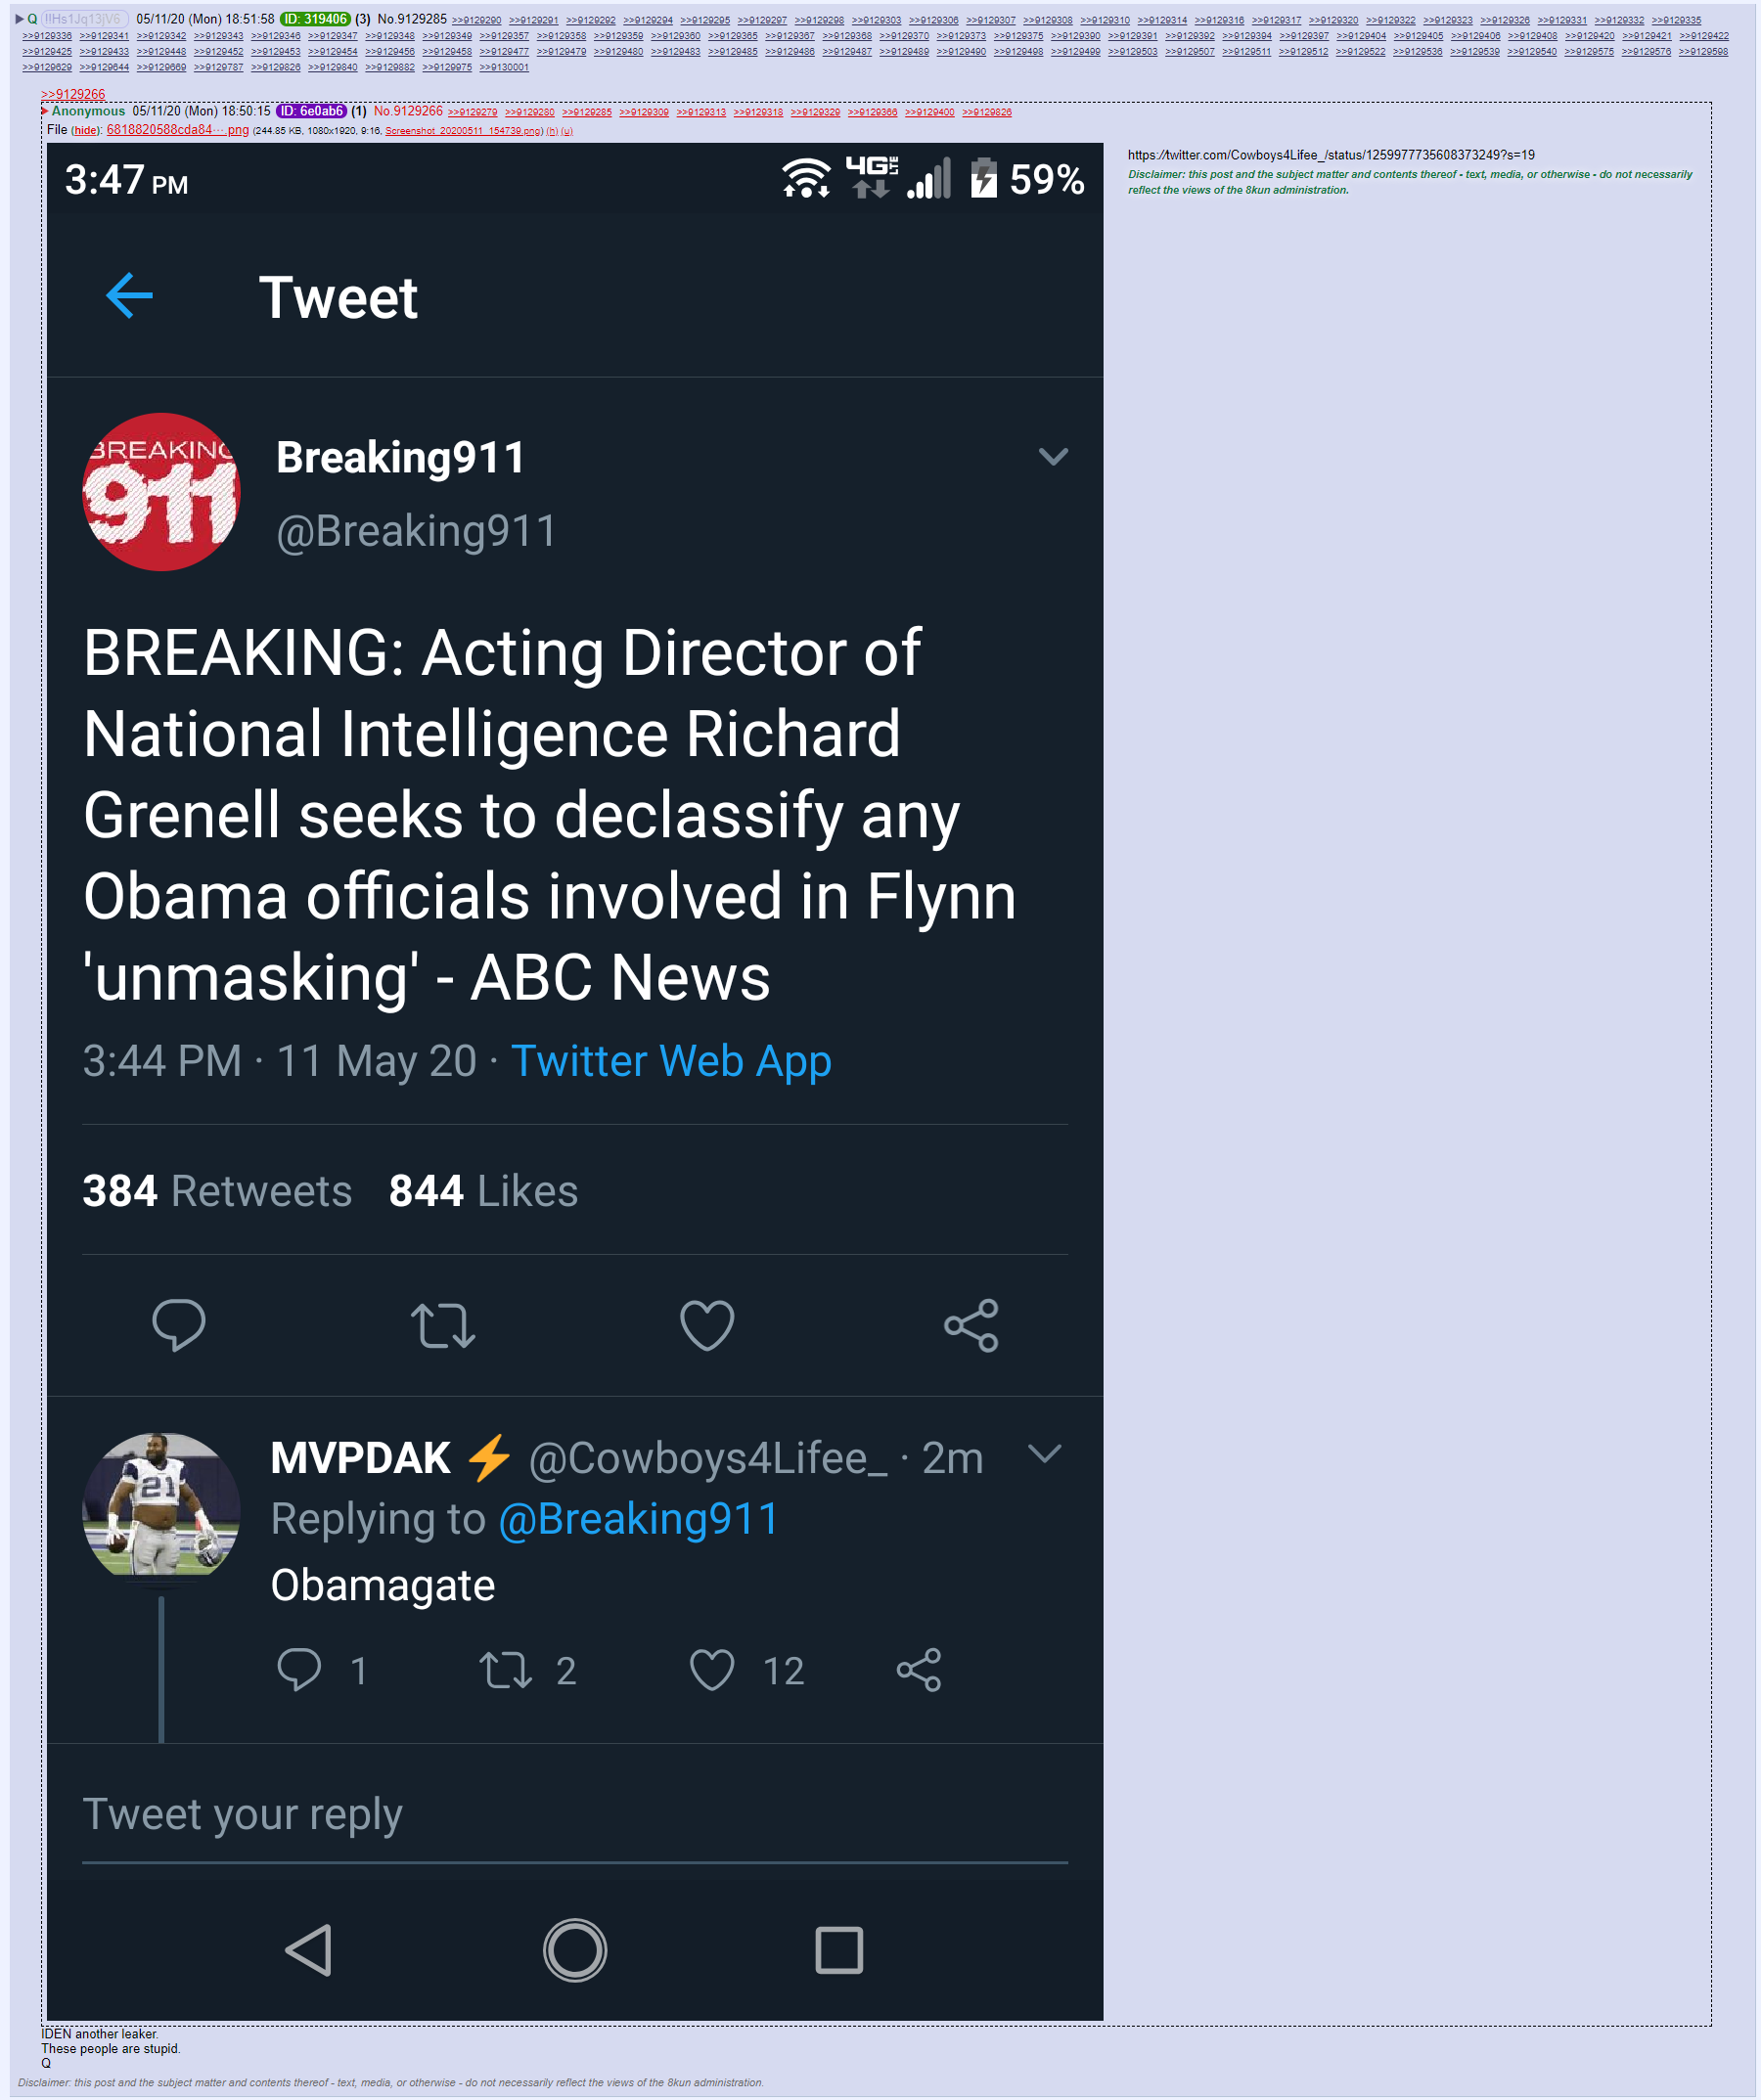 Q !!Hs1Jq13jV6 05/11/20 (Mon) 18:51:58 ID: 319406 (3) No.9129285 >>9129290 >>9129291 >>9129292 >>9129294 >>9129295 >>9129297 >>9129298 >>9129303 >>9129306 >>9129307 >>9129308 >>9129310 >>9129314 >>9129316 >>9129317 >>9129320 >>9129322 >>9129323 >>9129326 >>9129331 >>9129332 >>9129335
>>9129336 >>9129341 >>9129342 >>9129343 >>9129346 >>9129347 >>9129348 >>9129349 >>9129357 >>9129358 >>9129359 >>9129360 >>9129365 >>9129367 >>9129368 >>9129370 >>9129373 >>9129375 >>9129390 >>9129391 >>9129392 >>9129394 >>9129397 >>9129404 >>9129405 >>9129406 >>9129408 >>9129420 >>9129421 >>9129422
>>9129425 >>9129433 >>9129448 >>9129452 >>9129453 >>9129454 >>9129456 >>9129458 >>9129477 >>9129479 >>9129480 >>9129483 >>9129485 >>9129486 >>9129487 >>9129489 >>9129490 >>9129498 >>9129499 >>9129503 >>9129507 >>9129511 >>9129512 >>9129522 >>9129536 >>9129539 >>9129540 >>9129575 >>9129576 >>9129598
>>9129629 >>9129644 >>9129669 >>9129787 >>9129826 >>9129840 >>9129882 >>9129975 >>9130001
>>9129266
Anonymous 05/11/20 (Mon) 18:50:15 ID: 6e0ab6 (1) No.9129266 >>9129279 >>9129280 >>9129285 >>9129309 >>9129313 >>9129318 >>9129329 >>9129366 >>9129400 >>9129826
File (hide): 6818820588cda84⋯.png (244.85 KB, 1080x1920, 9:16, Screenshot_20200511_154739.png) (h) (u)
https://twitter.com/Cowboys4Lifee_/status/1259977735608373249?s=19
Disclaimer: this post and the subject matter and contents thereof - text, media, or otherwise - do not necessarily
reflect the views of the 8kun administration.
3:47 PM 4G LTE 59%
Tweet
BREAKING
911
Breaking911
@Breaking911
BREAKING: Acting Director of
National Intelligence Richard
Grenell seeks to declassify any
Obama officials involved in Flynn
'unmasking' - ABC News
3:44 PM · 11 May 20 · Twitter Web App
384 Retweets 844 Likes
21
MVPDAK ⚡ @Cowboys4Lifee_ · 2m
Replying to @Breaking911
Obamagate
1 2 12
Tweet your reply
IDEN another leaker.
These people are stupid.
Q
Disclaimer: this post and the subject matter and contents thereof - text, media, or otherwise - do not necessarily reflect the views of the 8kun administration.